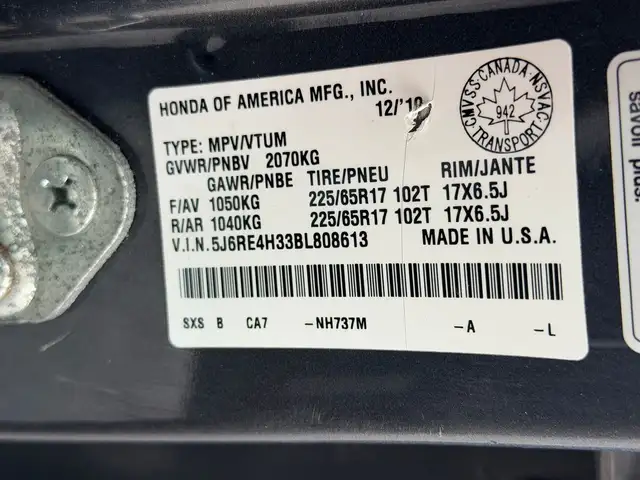 HONDA OF AMERICA MFG., INC.
12/'10
CMVSS·CANADA·NSVAC
942
·TRANSPORT·
TYPE: MPV/VTUM
GVWR/PNBV 2070KG
GAWR/PNBE TIRE/PNEU RIM/JANTE
F/AV 1050KG 225/65R17 102T 17X6.5J
R/AR 1040KG 225/65R17 102T 17X6.5J
V.I.N.5J6RE4H33BL808613 MADE IN U.S.A.
SXS B CA7 -NH737M -A -L
savoir plus.